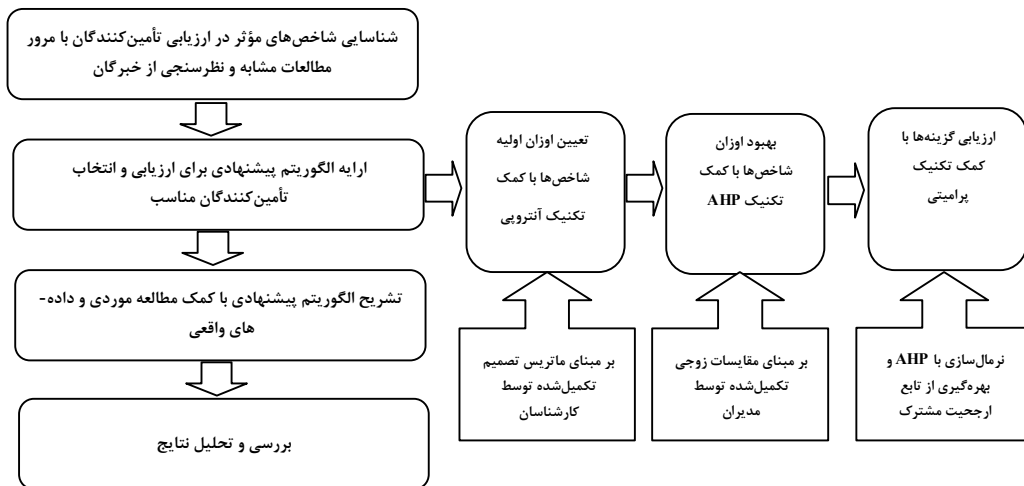 شناسایی شاخص‌های مؤثر در ارزیابی تأمین‌کنندگان با مرور
مطالعات مشابه و نظرسنجی از خبرگان
ارایه الگوریتم پیشنهادی برای ارزیابی و انتخاب
تأمین‌کنندگان مناسب
تشریح الگوریتم پیشنهادی با کمک مطالعه موردی و داده-
های واقعی
بررسی و تحلیل نتایج
تعیین اوزان اولیه
شاخص‌ها با کمک
تکنیک آنتروپی
بهبود اوزان
شاخص‌ها با کمک
تکنیک AHP
ارزیابی گزینه‌ها با
کمک تکنیک
پرامیتی
بر مبنای ماتریس تصمیم
تکمیل‌شده توسط
کارشناسان
بر مبنای مقایسات زوجی
تکمیل‌شده توسط
مدیران
نرمال‌سازی با AHP و
بهره‌گیری از تابع
ارجحیت مشترک